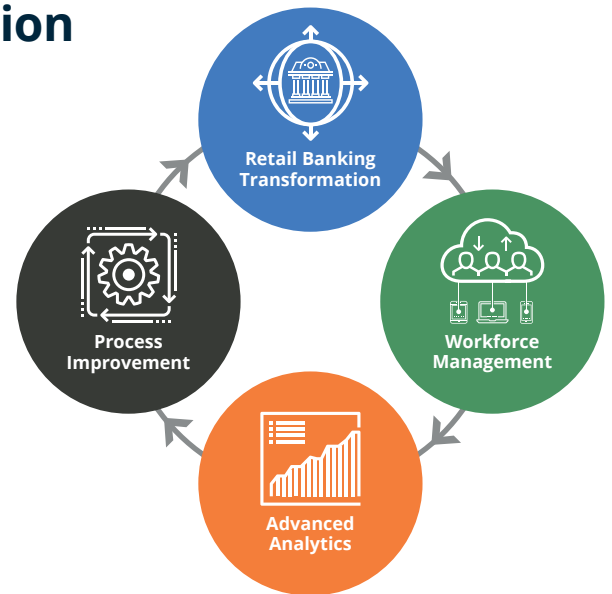 ion
Retail Banking
Transformation
Workforce
Management
Advanced
Analytics
Process
Improvement